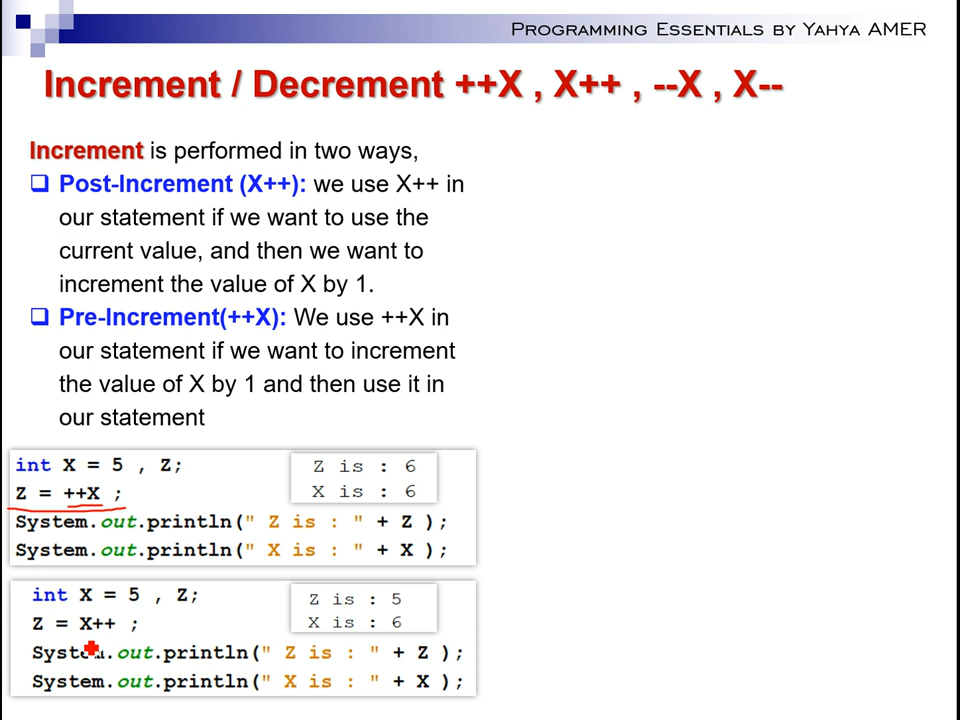 Programming Essentials by Yahya AMER
Increment / Decrement ++X , X++ , --X , X--
Increment is performed in two ways,
Post-Increment (X++): we use X++ in
our statement if we want to use the
current value, and then we want to
increment the value of X by 1.
Pre-Increment(++X): We use ++X in
our statement if we want to increment
the value of X by 1 and then use it in
our statement
int X = 5 , Z;
Z = ++X ;
System.out.println(" Z is : " + Z );
System.out.println(" X is : " + X );
Z is : 6
X is : 6
int X = 5 , Z;
Z = X++ ;
System.out.println(" Z is : " + Z );
System.out.println(" X is : " + X );
Z is : 5
X is : 6